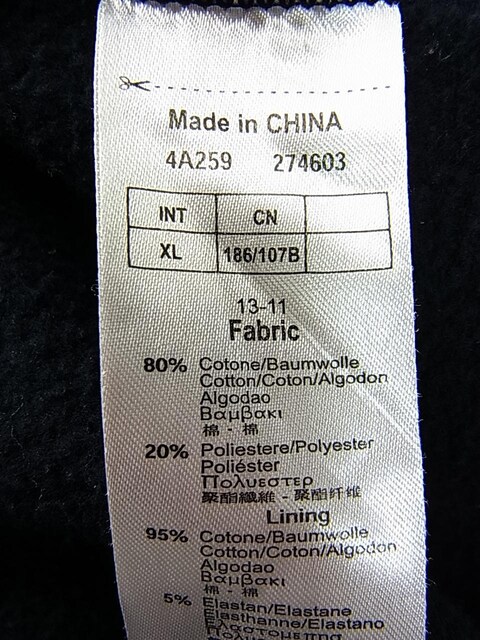 Made in CHINA
4A259 274603
INT CN
XL 186/107B
13-11
Fabric
80% Cotone/Baumwolle
Cotton/Coton/Algodon
Algodao
Βαμβακι
棉 - 棉
20% Poliestere/Polyester
Poliéster
Πολυεστερ
聚酯纖維 - 聚酯纤维
Lining
95% Cotone/Baumwolle
Cotton/Coton/Algodon
Algodao
Βαμβακι
棉 - 棉
5% Elastan/Elastane
Elasthanne/Elastano